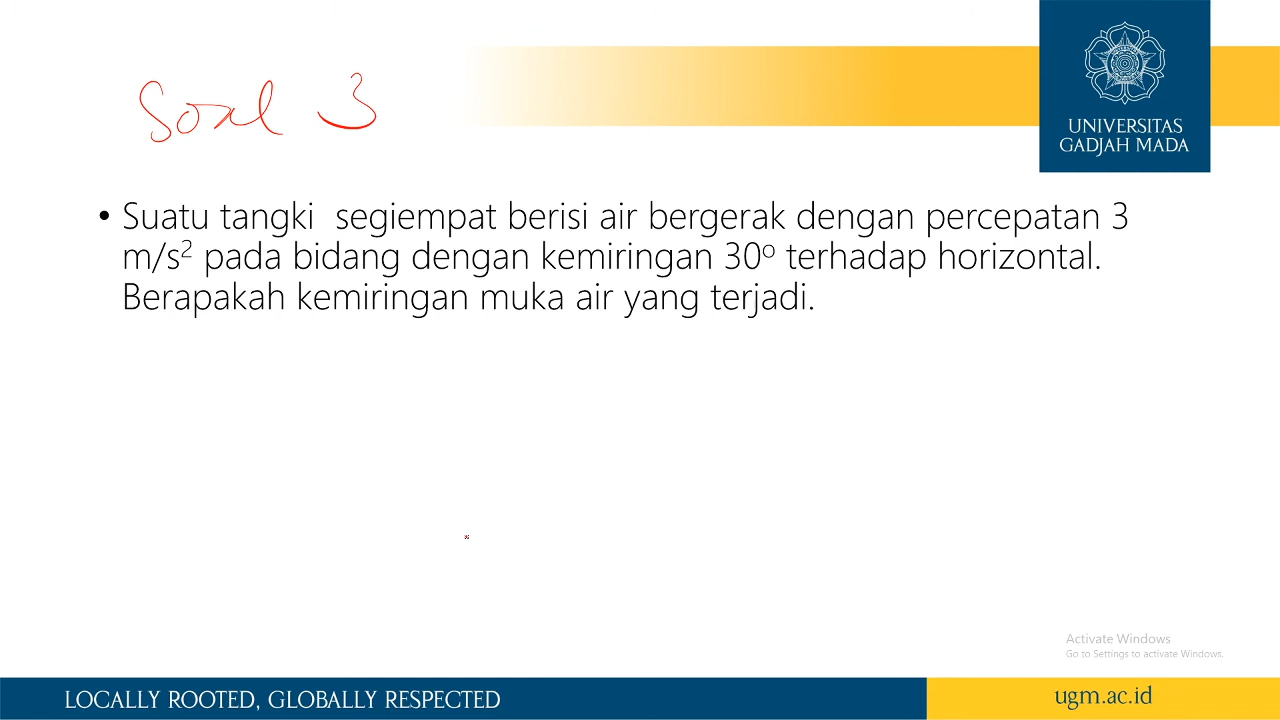 Soal 3
UNIVERSITAS
GADJAH MADA
• Suatu tangki segiempat berisi air bergerak dengan percepatan 3
m/s² pada bidang dengan kemiringan 30º terhadap horizontal.
Berapakah kemiringan muka air yang terjadi.
Activate Windows
Go to Settings to activate Windows.
LOCALLY ROOTED, GLOBALLY RESPECTED
ugm.ac.id